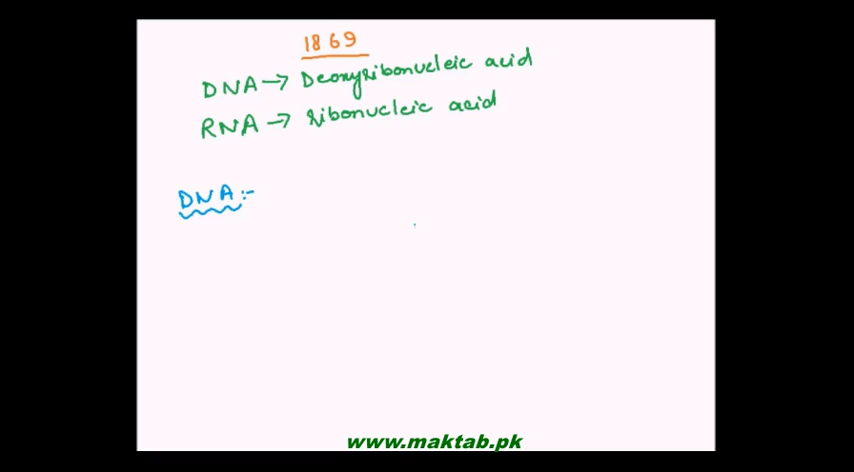 1869
DNA → Deoxyribonucleic acid
RNA → ribonucleic acid
DNA :-
www.maktab.pk